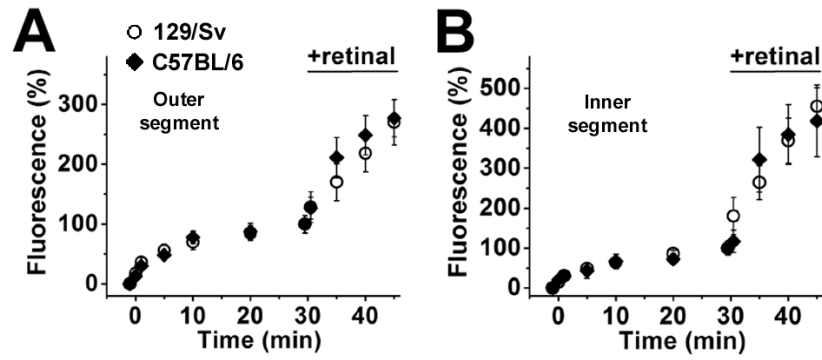 A
129/Sv
C57BL/6
+retinal
Outer
segment
Fluorescence (%)
300
200
100
0
0 10 20 30 40
Time (min)
B
+retinal
Inner
segment
Fluorescence (%)
500
400
300
200
100
0
0 10 20 30 40
Time (min)